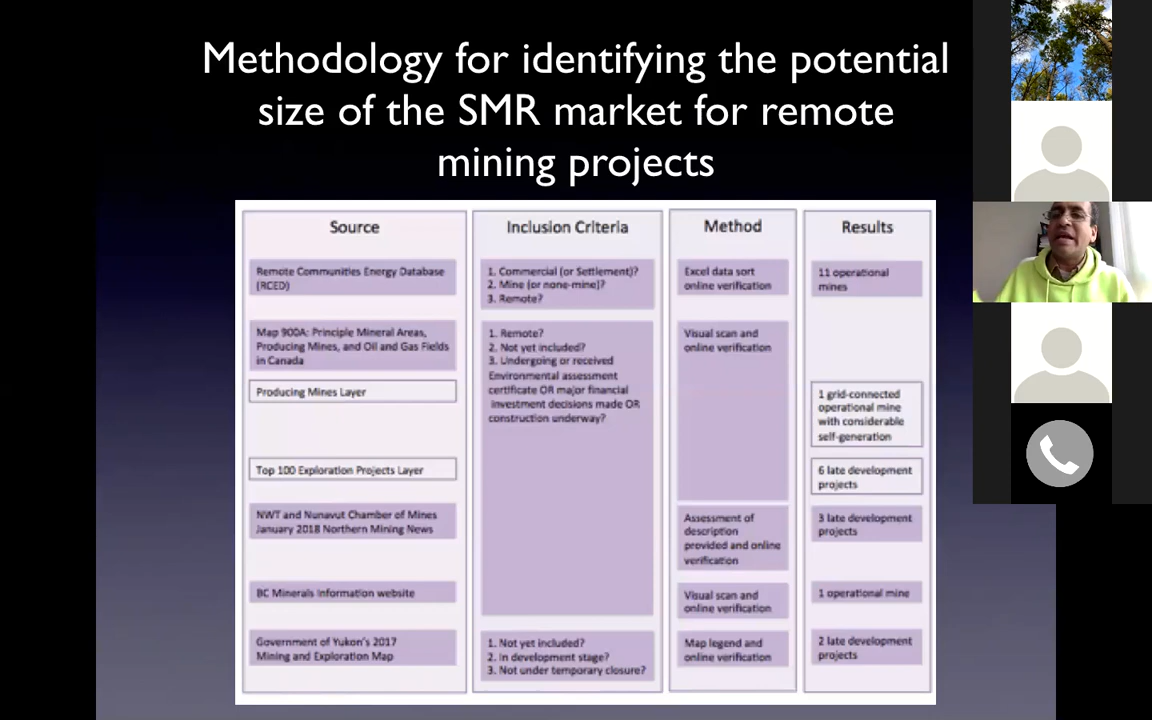 Methodology for identifying the potential
size of the SMR market for remote
mining projects
Source
Inclusion Criteria
Method
Results
Remote Communities Energy Database
(RCED)
1. Commercial (or Settlement)?
2. Mine (or none-mine)?
3. Remote?
Excel data sort
online verification
11 operational
mines
Map 900A: Principle Mineral Areas,
Producing Mines, and Oil and Gas Fields
in Canada
1. Remote?
2. Not yet included?
3. Undergoing or received
Environmental assessment
certificate OR major financial
investment decisions made OR
construction underway?
Visual scan and
online verification
Producing Mines Layer
1 grid-connected
operational mine
with considerable
self-generation
Top 100 Exploration Projects Layer
6 late development
projects
NWT and Nunavut Chamber of Mines
January 2018 Northern Mining News
Assessment of
description
provided and online
verification
3 late development
projects
BC Minerals Information website
Visual scan and
online verification
1 operational mine
Government of Yukon's 2017
Mining and Exploration Map
1. Not yet included?
2. In development stage?
3. Not under temporary closure?
Map legend and
online verification
2 late development
projects